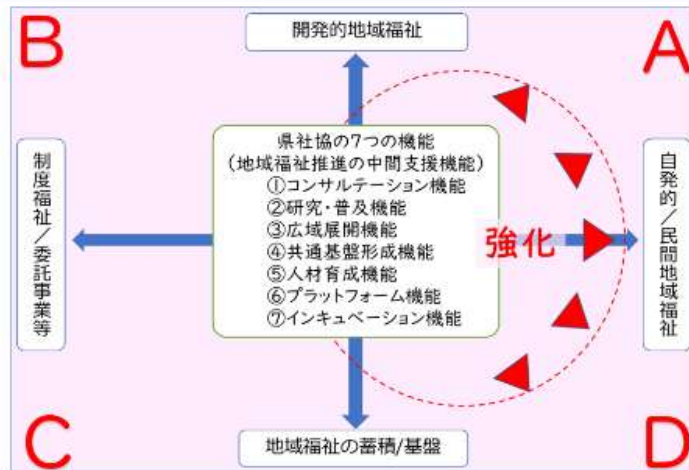 B
開発的地域福祉
A
制度福祉/委託事業等
県社協の7つの機能
(地域福祉推進の中間支援機能)
①コンサルテーション機能
②研究・普及機能
③広域展開機能
④共通基盤形成機能
⑤人材育成機能
⑥プラットフォーム機能
⑦インキュベーション機能
強化
自発的/民間地域福祉
C
地域福祉の蓄積/基盤
D